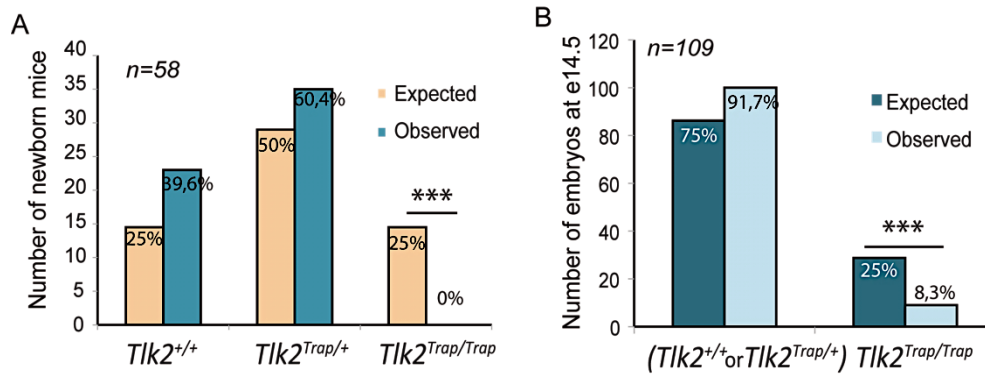 A
Number of newborn mice
40
35
30
25
20
15
10
5
0
n=58
Expected
Observed
25%
39,6%
50%
60,4%
25%
0%
***
Tlk2+/+
Tlk2Trap/+
Tlk2Trap/Trap
B
Number of embryos at e14.5
120
100
80
60
40
20
0
n=109
Expected
Observed
75%
91,7%
25%
8,3%
***
(Tlk2+/+ or Tlk2Trap/+)
Tlk2Trap/Trap